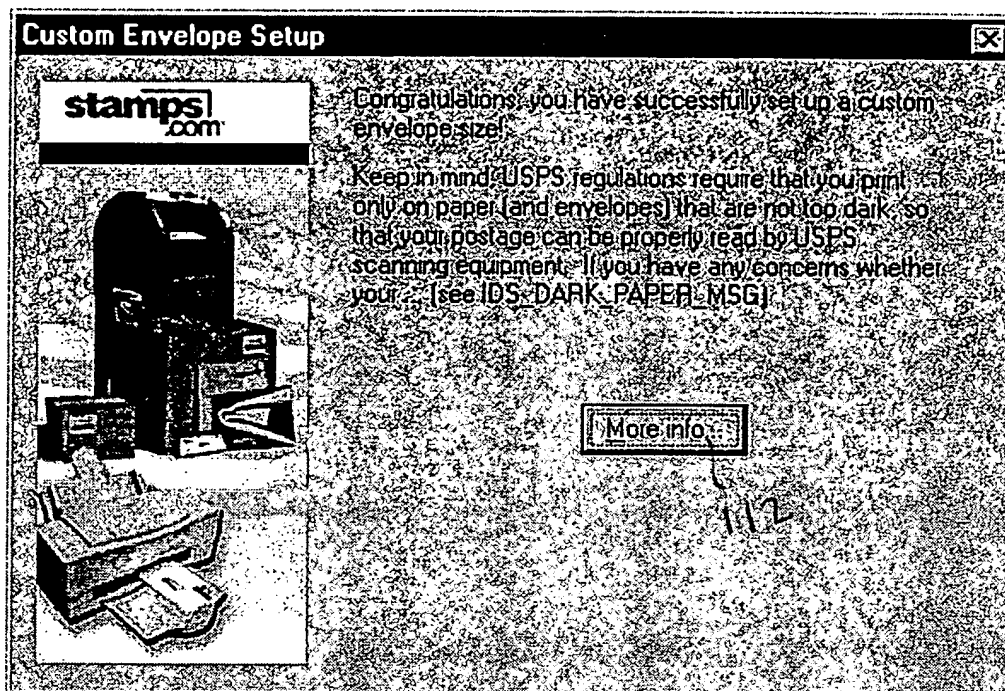 Custom Envelope Setup
stamps
.com
Congratulations, you have successfully set up a custom
envelope size!
Keep in mind, USPS regulations require that you print
only on paper (and envelopes) that are not too dark, so
that your postage can be properly read by USPS
scanning equipment. If you have any concerns whether
your ... (see IDS_DARK_PAPER_MSG)
More info...
112